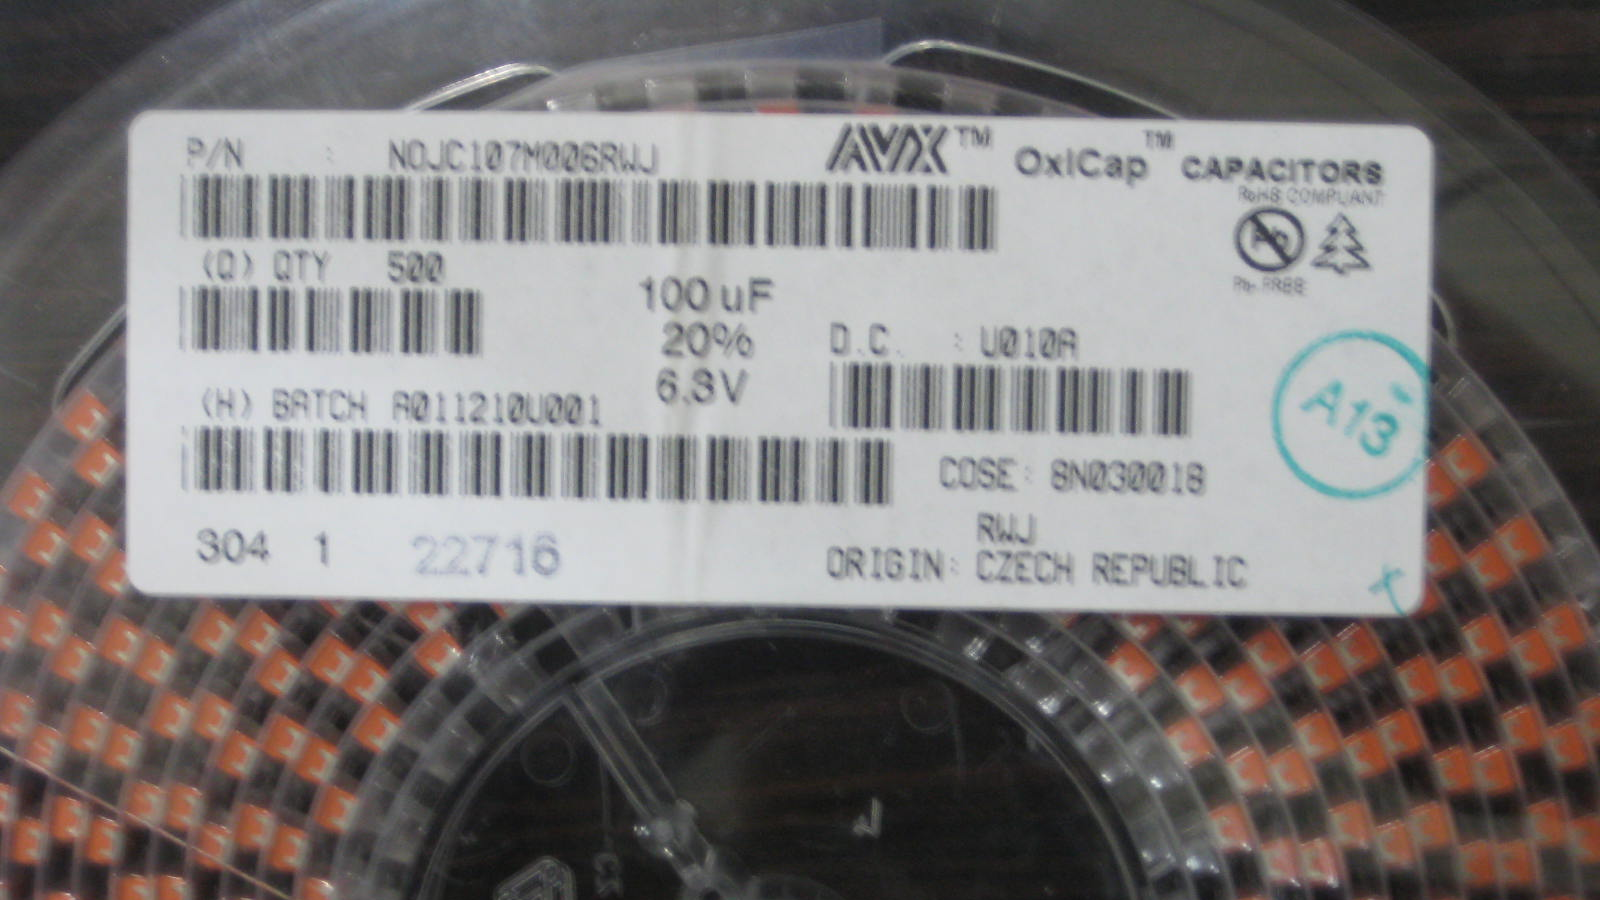 P/N : NOJC107M006RWJ
AVX™ OxiCap™ CAPACITORS
RoHS COMPLIANT
(Q) QTY 500
Pb
Pb-FREE
100 uF
20%
6.3V
D.C. : U010A
(H) BATCH A011210U001
A13
COSE: 8N030018
RWJ
304 1 22716
ORIGIN: CZECH REPUBLIC